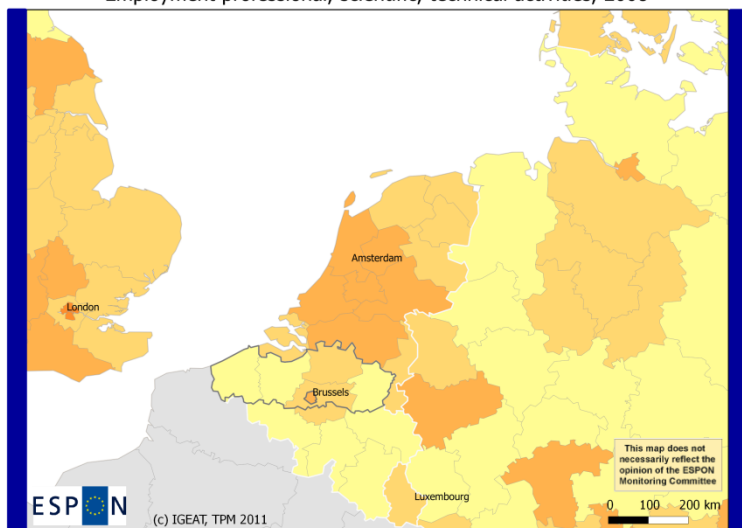 Amsterdam
London
Brussels
Luxembourg
This map does not
necessarily reflect the
opinion of the ESPON
Monitoring Committee
0 100 200 km
ESPON
(c) IGEAT, TPM 2011